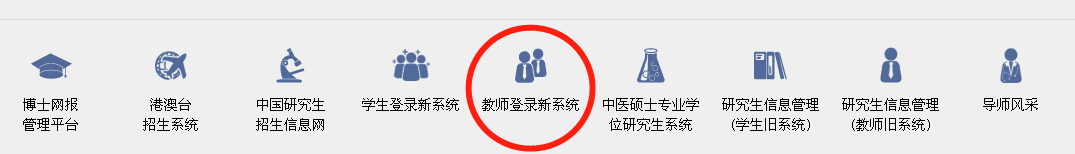 博士网报
管理平台
港澳台
招生系统
中国研究生
招生信息网
学生登录新系统
教师登录新系统
中医硕士专业学
位研究生系统
研究生信息管理
(学生旧系统)
研究生信息管理
(教师旧系统)
导师风采